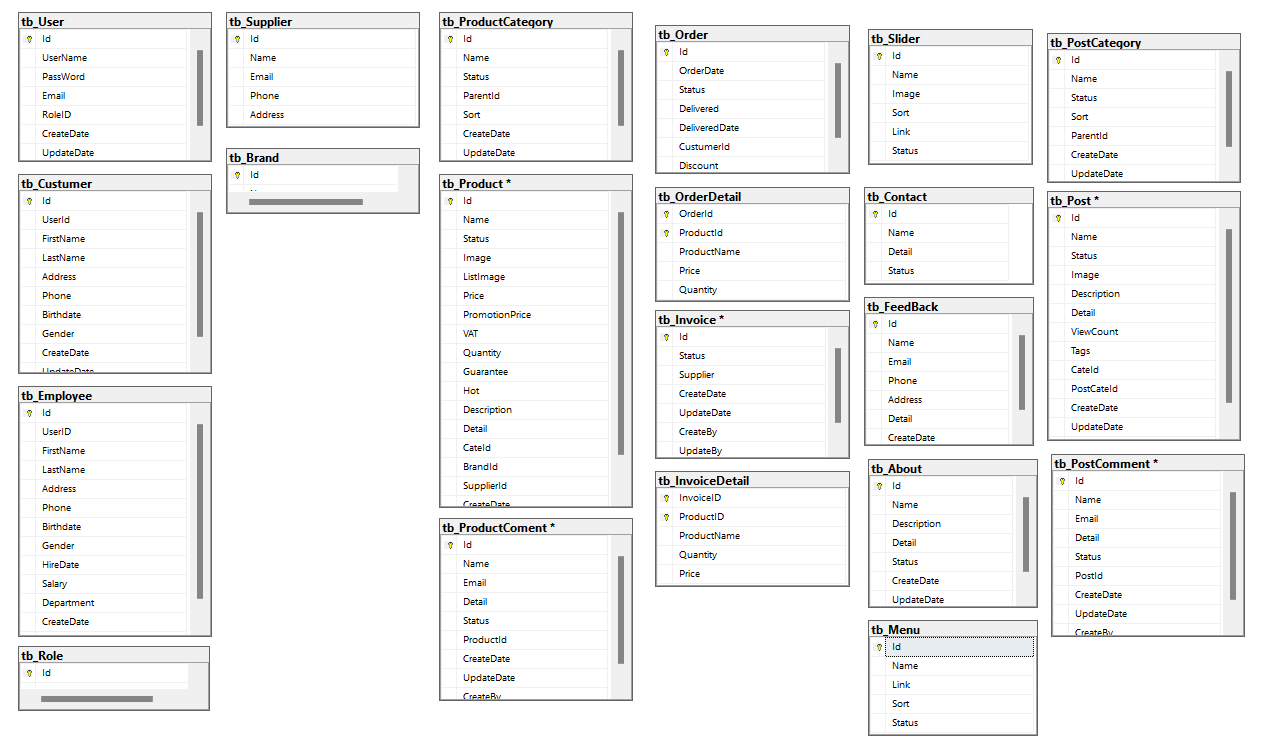 tb_User
Id
UserName
PassWord
Email
RoleID
CreateDate
UpdateDate
tb_Custumer
Id
UserId
FirstName
LastName
Address
Phone
Birthdate
Gender
CreateDate
UpdateDate
tb_Employee
Id
UserID
FirstName
LastName
Address
Phone
Birthdate
Gender
HireDate
Salary
Department
CreateDate
tb_Role
Id
tb_Supplier
Id
Name
Email
Phone
Address
tb_Brand
Id
tb_ProductCategory
Id
Name
Status
ParentId
Sort
CreateDate
UpdateDate
tb_Product *
Id
Name
Status
Image
ListImage
Price
PromotionPrice
VAT
Quantity
Guarantee
Hot
Description
Detail
CateId
BrandId
SupplierId
CreateDate
tb_ProductComent *
Id
Name
Email
Detail
Status
ProductId
CreateDate
UpdateDate
CreateBy
tb_Order
Id
OrderDate
Status
Delivered
DeliveredDate
CustumerId
Discount
tb_OrderDetail
OrderId
ProductId
ProductName
Price
Quantity
tb_Invoice *
Id
Status
Supplier
CreateDate
UpdateDate
CreateBy
UpdateBy
tb_InvoiceDetail
InvoiceID
ProductID
ProductName
Quantity
Price
tb_Slider
Id
Name
Image
Sort
Link
Status
tb_Contact
Id
Name
Detail
Status
tb_FeedBack
Id
Name
Email
Phone
Address
Detail
CreateDate
tb_About
Id
Name
Description
Detail
Status
CreateDate
UpdateDate
tb_Menu
Id
Name
Link
Sort
Status
tb_PostCategory
Id
Name
Status
Sort
ParentId
CreateDate
UpdateDate
tb_Post *
Id
Name
Status
Image
Description
Detail
ViewCount
Tags
CateId
PostCateId
CreateDate
UpdateDate
tb_PostComment *
Id
Name
Email
Detail
Status
PostId
CreateDate
UpdateDate
CreateBy